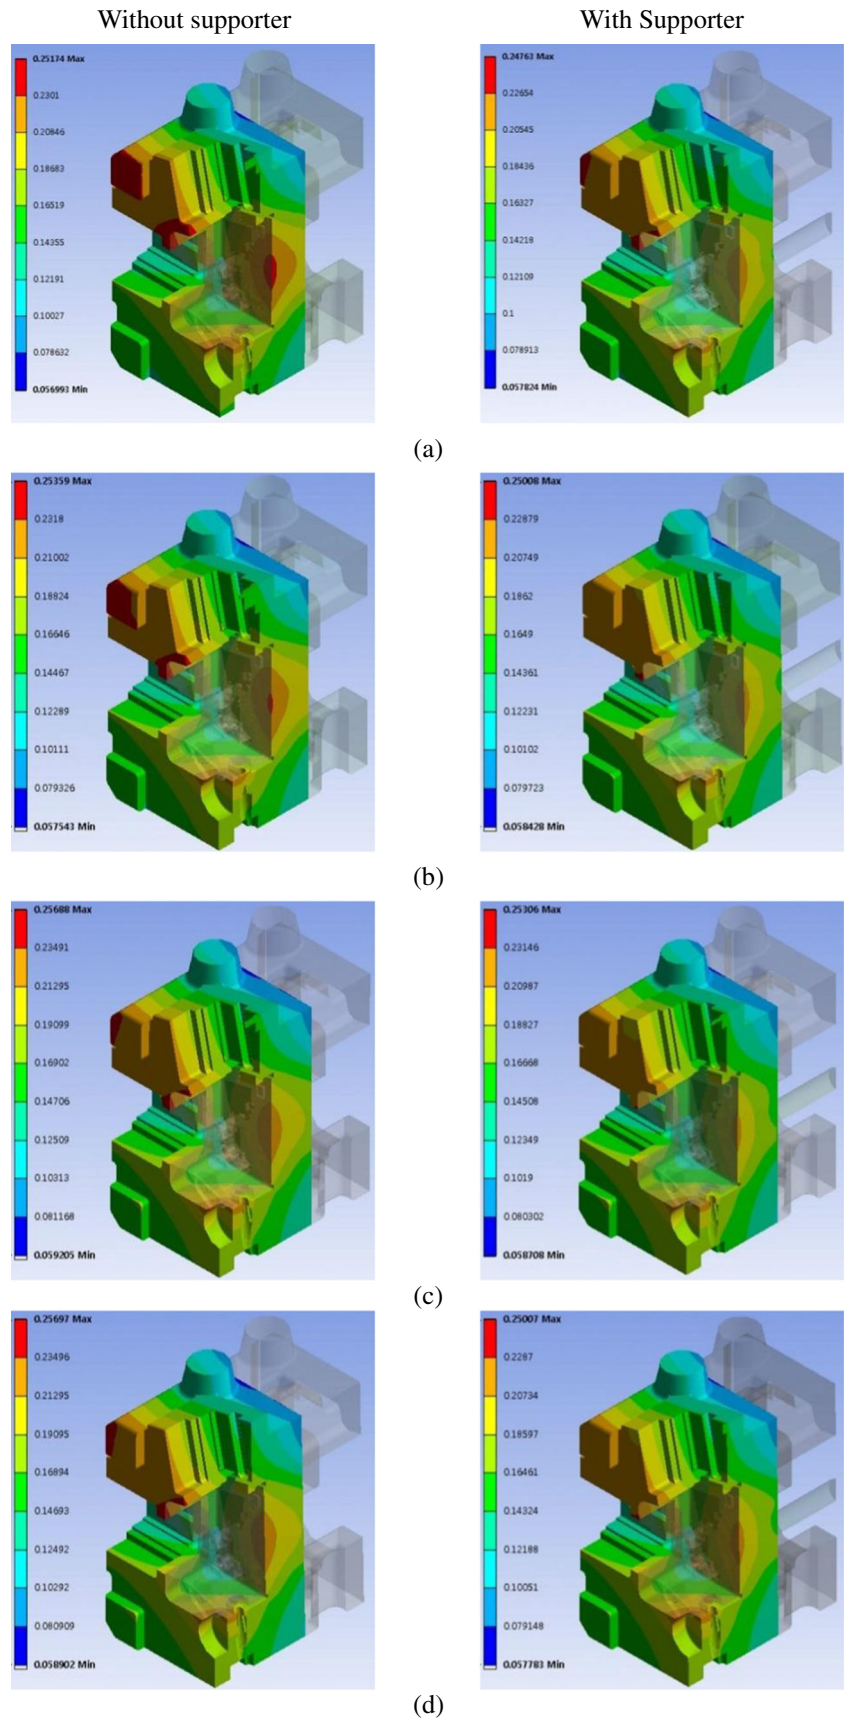 Without supporter
With Supporter
0.25174 Max
0.2301
0.20846
0.18683
0.16519
0.14355
0.12191
0.10027
0.078632
0.056993 Min
0.24763 Max
0.22654
0.20545
0.18436
0.16327
0.14218
0.12109
0.1
0.078913
0.057824 Min
(a)
0.25359 Max
0.2318
0.21002
0.18824
0.16646
0.14467
0.12289
0.10111
0.079326
0.057543 Min
0.25008 Max
0.22879
0.20749
0.1862
0.1649
0.14361
0.12231
0.10102
0.079723
0.058428 Min
(b)
0.25688 Max
0.23491
0.21295
0.19099
0.16902
0.14706
0.12509
0.10313
0.081168
0.059205 Min
0.25306 Max
0.23146
0.20987
0.18827
0.16668
0.14508
0.12349
0.1019
0.080302
0.058708 Min
(c)
0.25697 Max
0.23496
0.21295
0.19095
0.16894
0.14693
0.12492
0.10292
0.080909
0.058902 Min
0.25007 Max
0.2287
0.20734
0.18597
0.16461
0.14324
0.12188
0.10051
0.079148
0.057783 Min
(d)